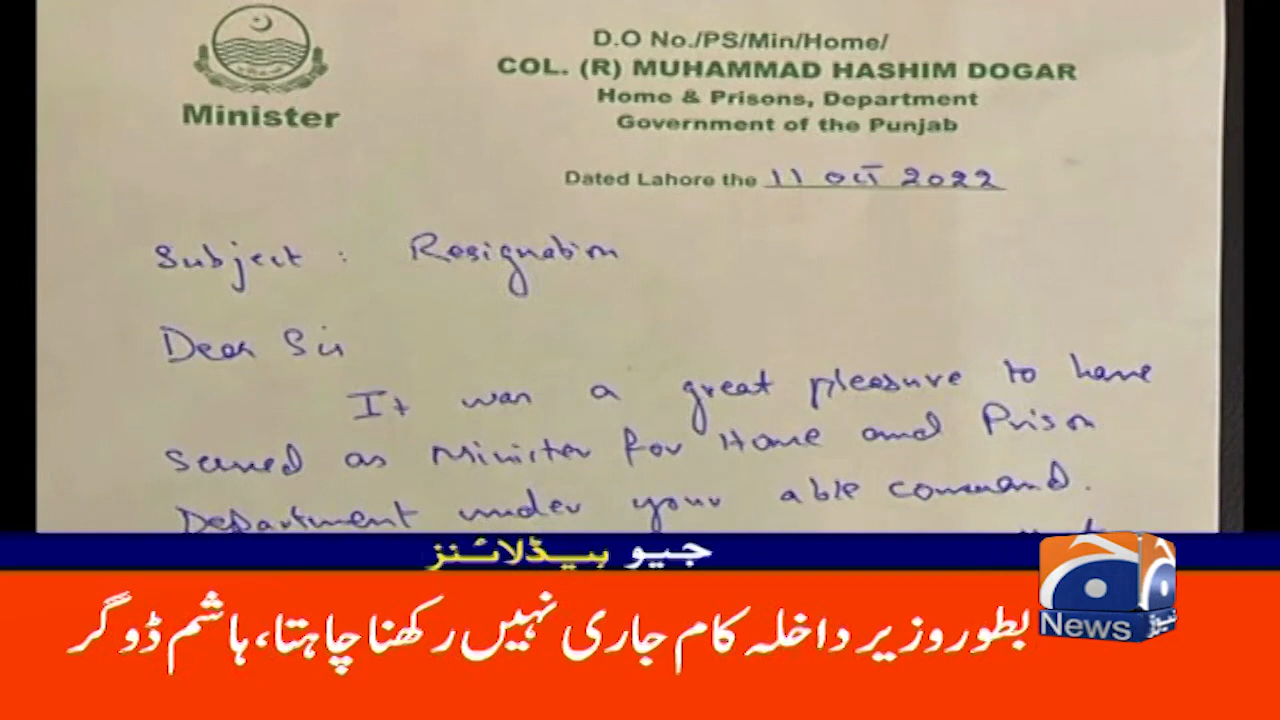 D.O No./PS/Min/Home/
COL. (R) MUHAMMAD HASHIM DOGAR
Home & Prisons, Department
Government of the Punjab
Minister
Dated Lahore the 11 Oct 2022
Subject : Resignation
Dear Sir
It was a great pleasure to have
served as Minister for Home and Prison
Department under your able command.
جیو ہیڈلائنز
بطور وزیر داخلہ کام جاری نہیں رکھنا چاہتا، ہاشم ڈوگر
News نیوز